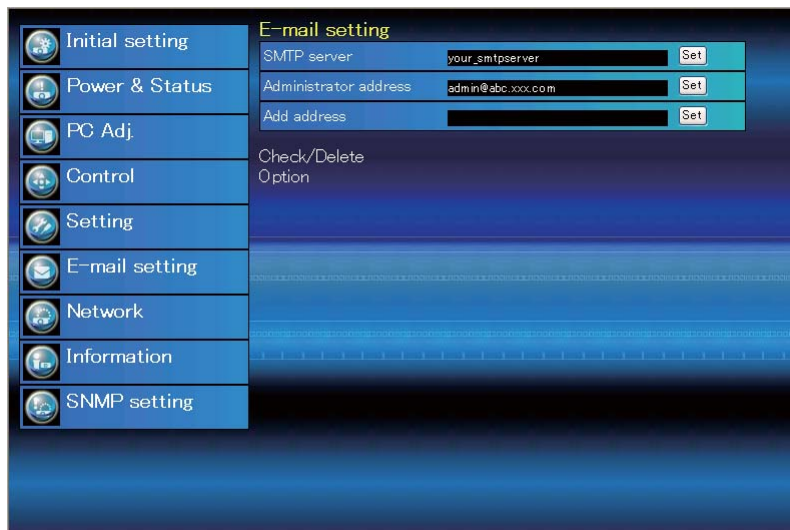 Initial setting
Power & Status
PC Adj.
Control
Setting
E-mail setting
Network
Information
SNMP setting
E-mail setting
SMTP server your_smtpserver Set
Administrator address admin@abc.xxx.com Set
Add address Set
Check/Delete
Option